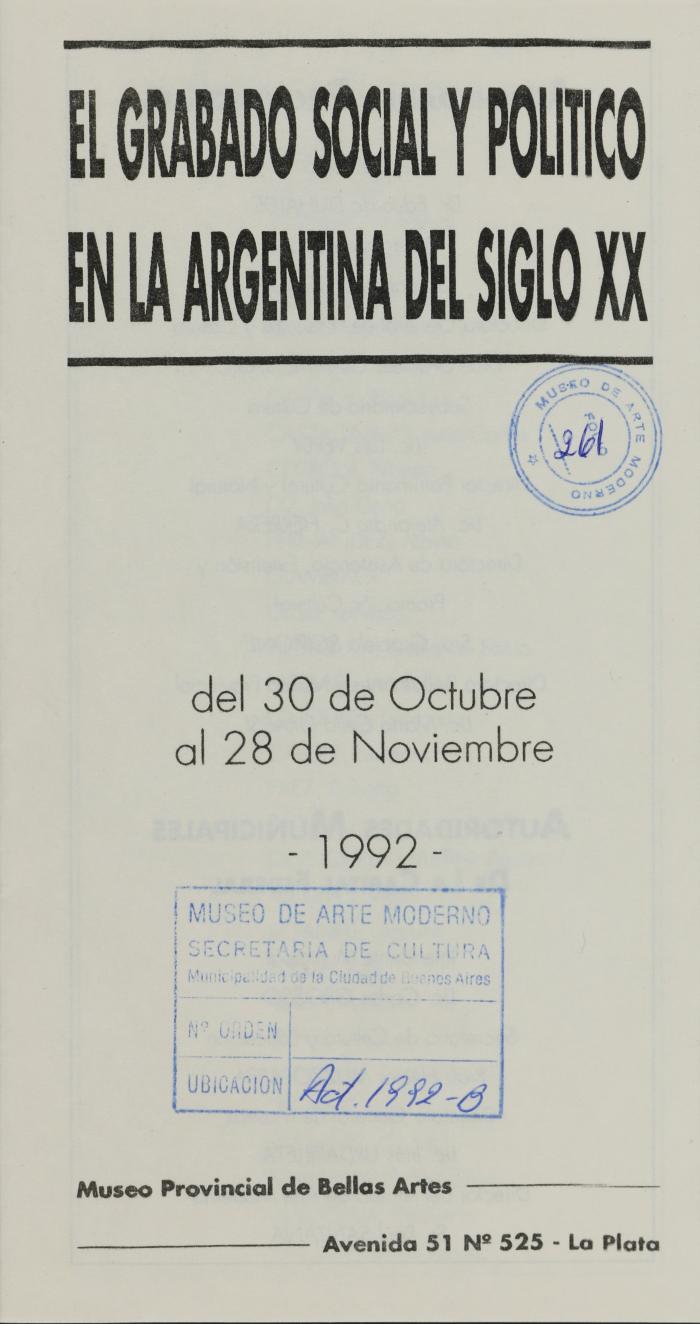 EL GRABADO SOCIAL Y POLITICO
EN LA ARGENTINA DEL SIGLO XX
MUSEO DE ARTE MODERNO
FOLIO
261
del 30 de Octubre
al 28 de Noviembre
- 1992 -
MUSEO DE ARTE MODERNO
SECRETARIA DE CULTURA
Municipalidad de la Ciudad de Buenos Aires
Nº ORDEN
UBICACION Act. 1992-B
Museo Provincial de Bellas Artes
Avenida 51 Nº 525 - La Plata